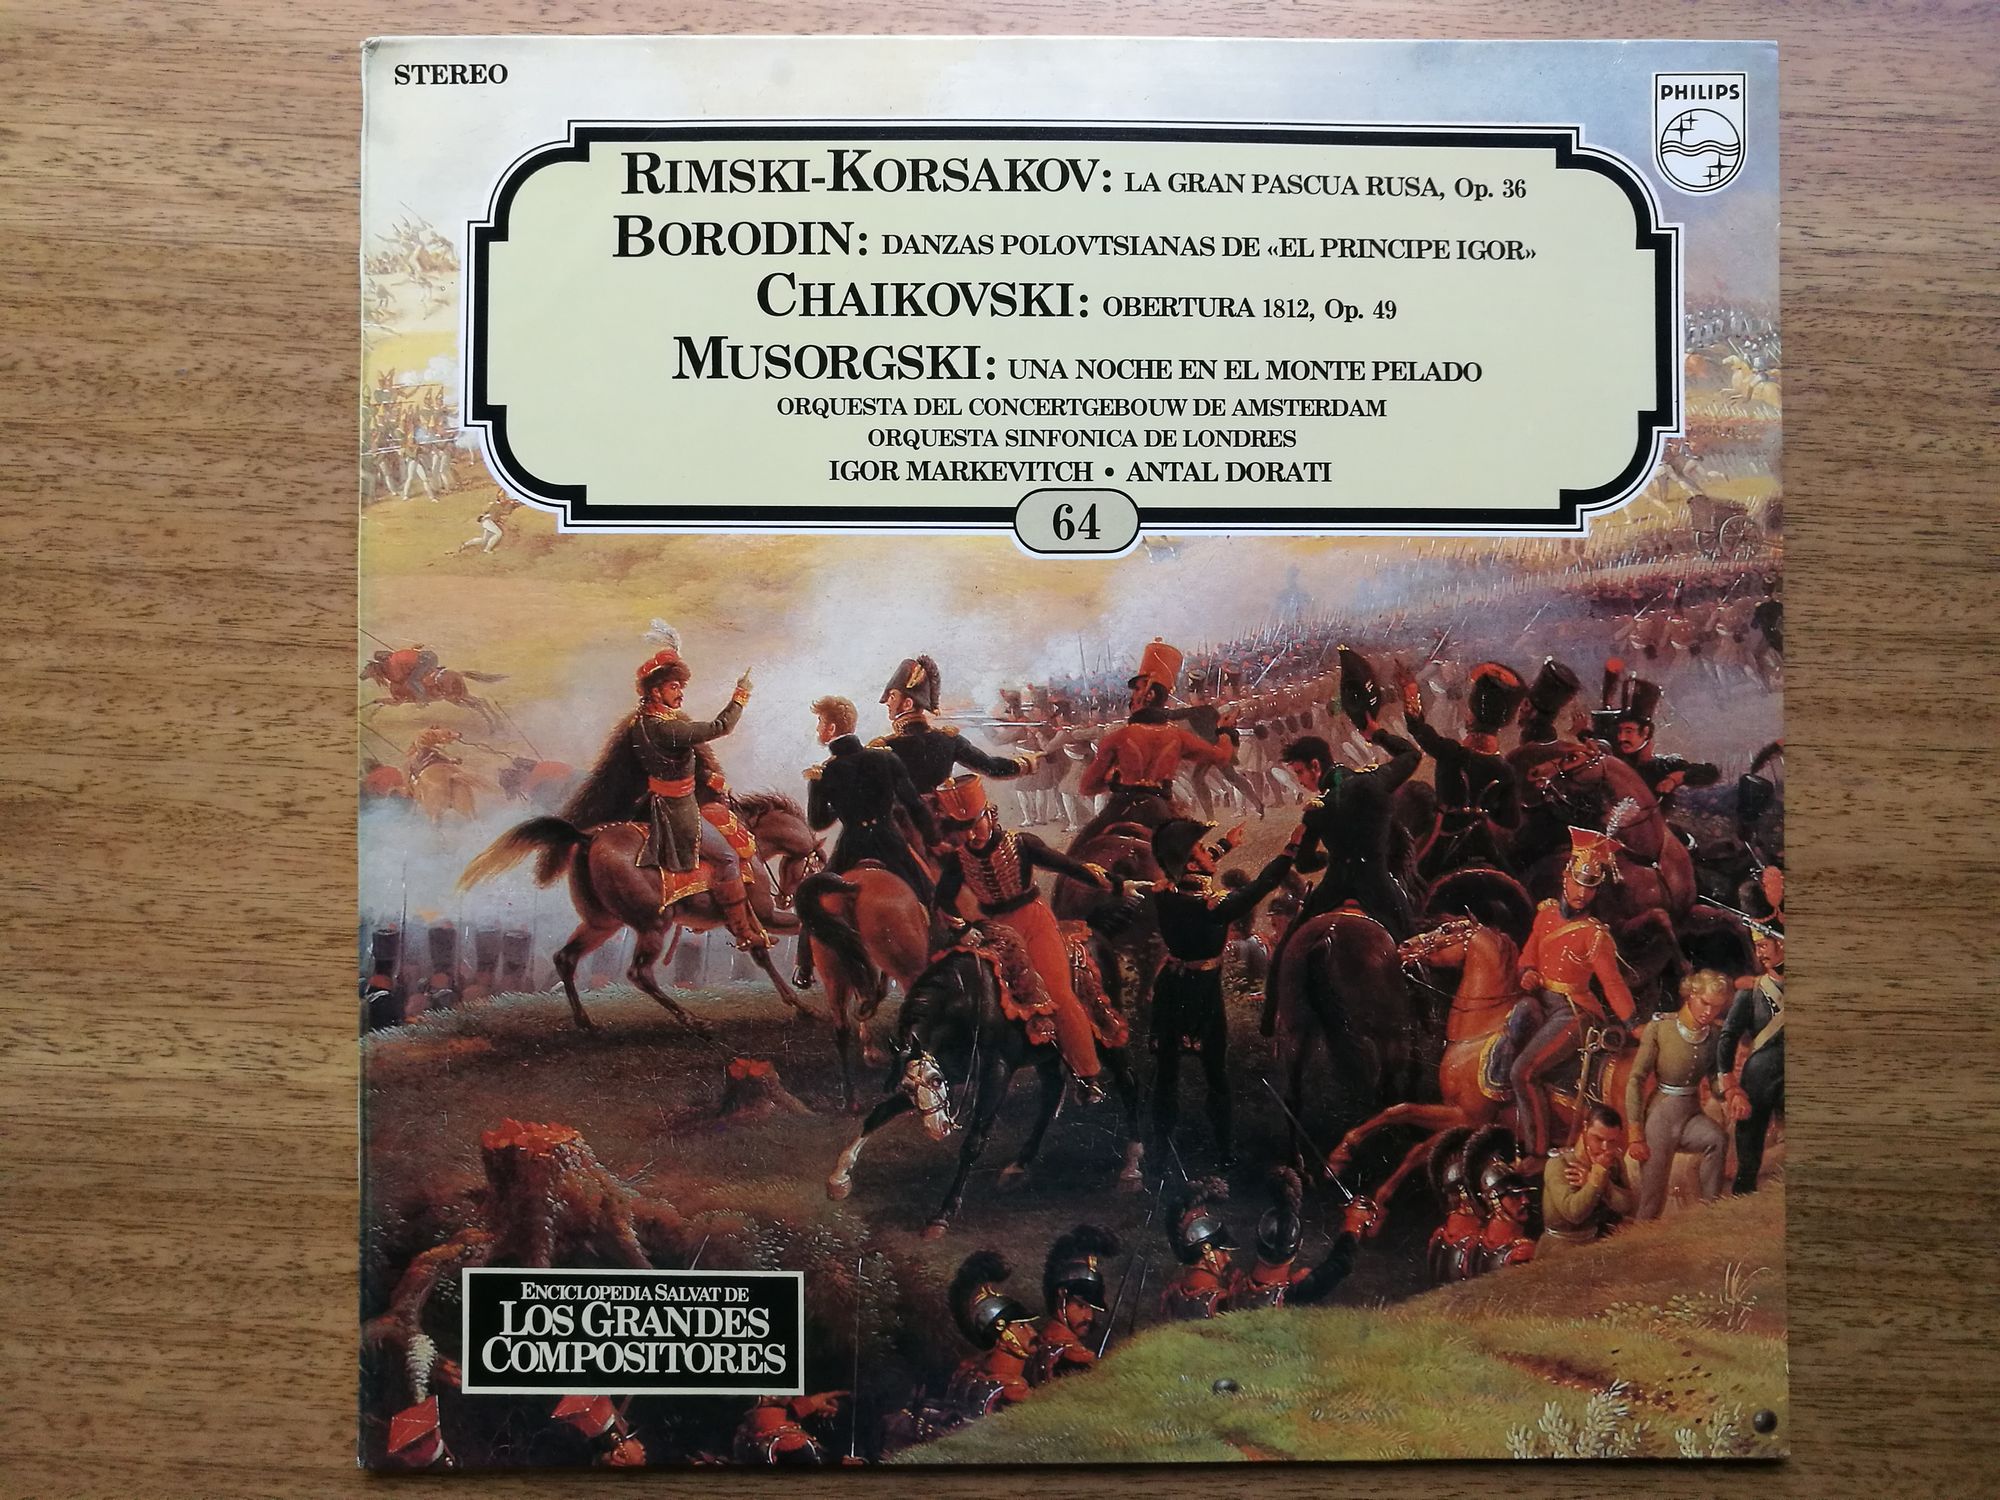 STEREO
PHILIPS
RIMSKI-KORSAKOV: LA GRAN PASCUA RUSA, Op. 36
BORODIN: DANZAS POLOVTSIANAS DE «EL PRINCIPE IGOR»
CHAIKOVSKI: OBERTURA 1812, Op. 49
MUSORGSKI: UNA NOCHE EN EL MONTE PELADO
ORQUESTA DEL CONCERTGEBOUW DE AMSTERDAM
ORQUESTA SINFONICA DE LONDRES
IGOR MARKEVITCH • ANTAL DORATI
64
ENCICLOPEDIA SALVAT DE
LOS GRANDES
COMPOSITORES